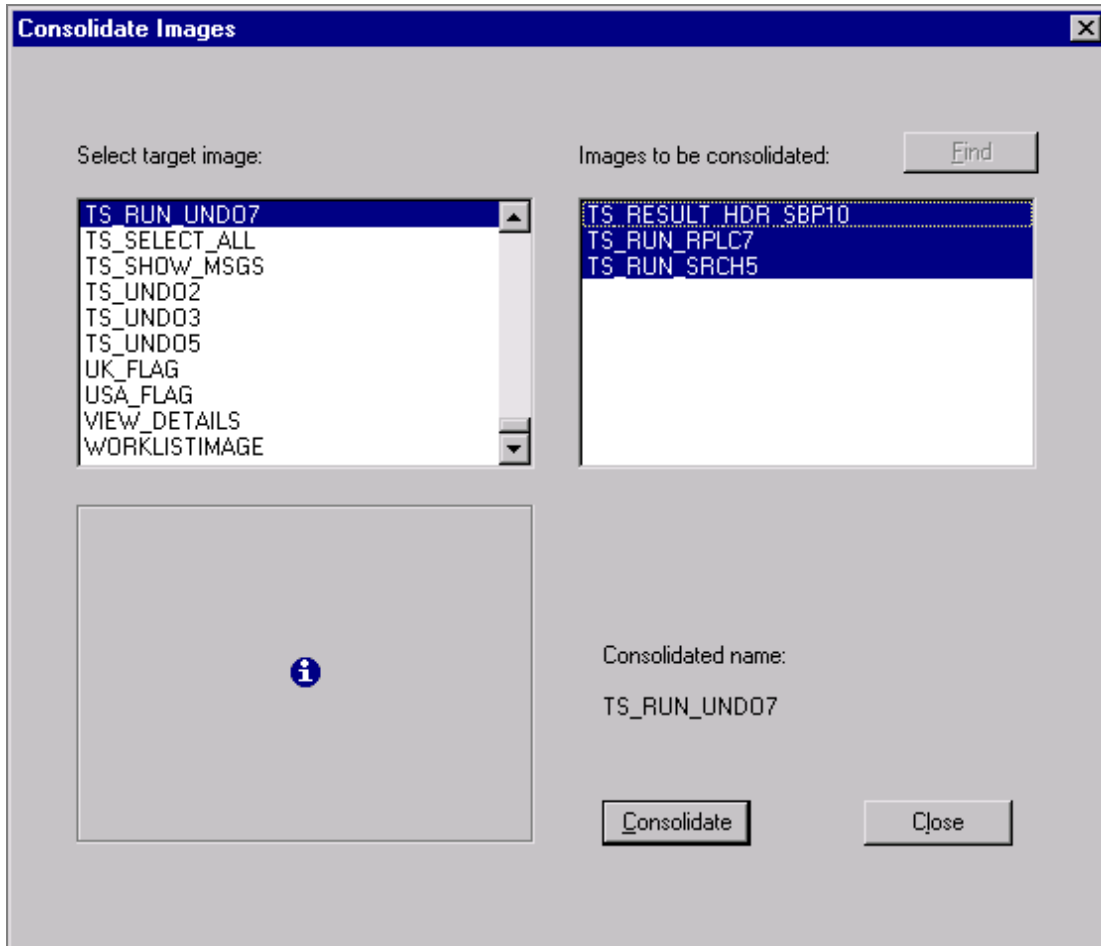 Consolidate Images
Select target image:
Images to be consolidated:
Find
TS_RUN_UNDO7
TS_SELECT_ALL
TS_SHOW_MSGS
TS_UNDO2
TS_UNDO3
TS_UNDO5
UK_FLAG
USA_FLAG
VIEW_DETAILS
WORKLISTIMAGE
TS_RESULT_HDR_SBP10
TS_RUN_RPLC7
TS_RUN_SRCH5
Consolidated name:
TS_RUN_UNDO7
Consolidate
Close